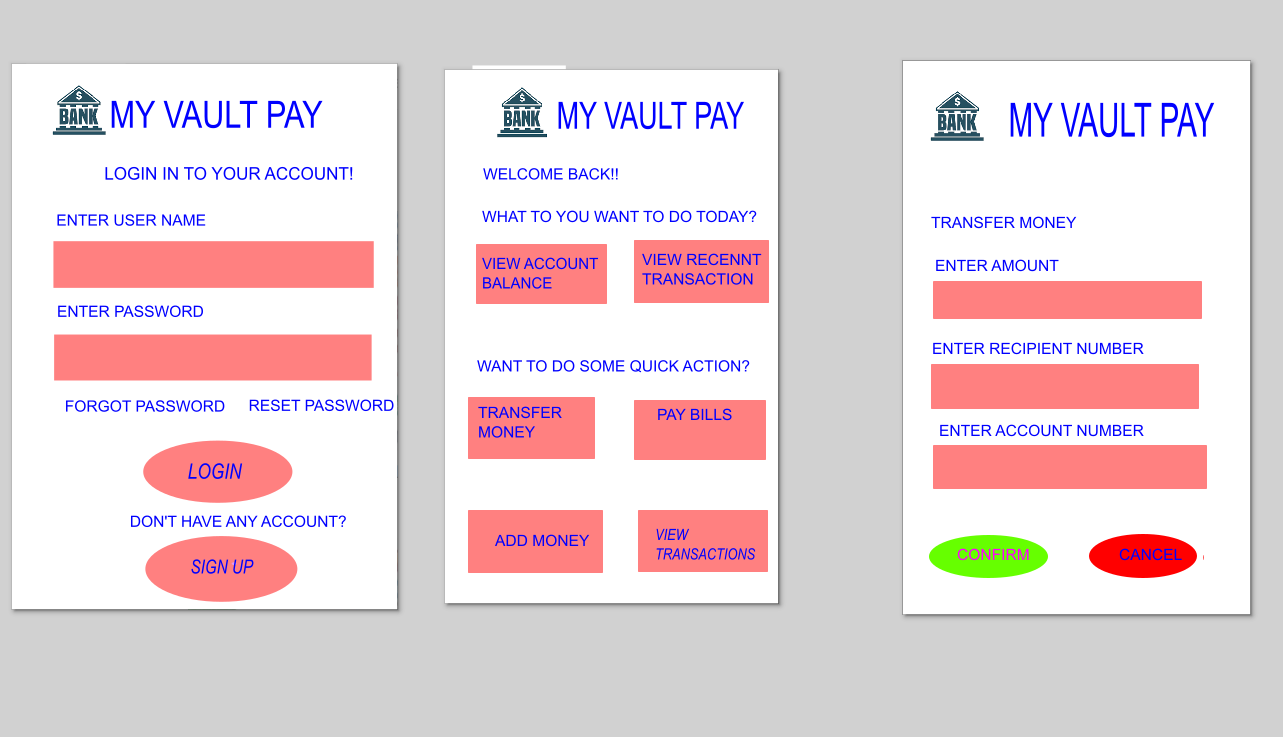 $
BANK
MY VAULT PAY
LOGIN IN TO YOUR ACCOUNT!
ENTER USER NAME
ENTER PASSWORD
FORGOT PASSWORD RESET PASSWORD
LOGIN
DON'T HAVE ANY ACCOUNT?
SIGN UP
$
BANK
MY VAULT PAY
WELCOME BACK!!
WHAT TO YOU WANT TO DO TODAY?
VIEW ACCOUNT
BALANCE
VIEW RECENNT
TRANSACTION
WANT TO DO SOME QUICK ACTION?
TRANSFER
MONEY
PAY BILLS
ADD MONEY
VIEW
TRANSACTIONS
$
BANK
MY VAULT PAY
TRANSFER MONEY
ENTER AMOUNT
ENTER RECIPIENT NUMBER
ENTER ACCOUNT NUMBER
CONFIRM
CANCEL